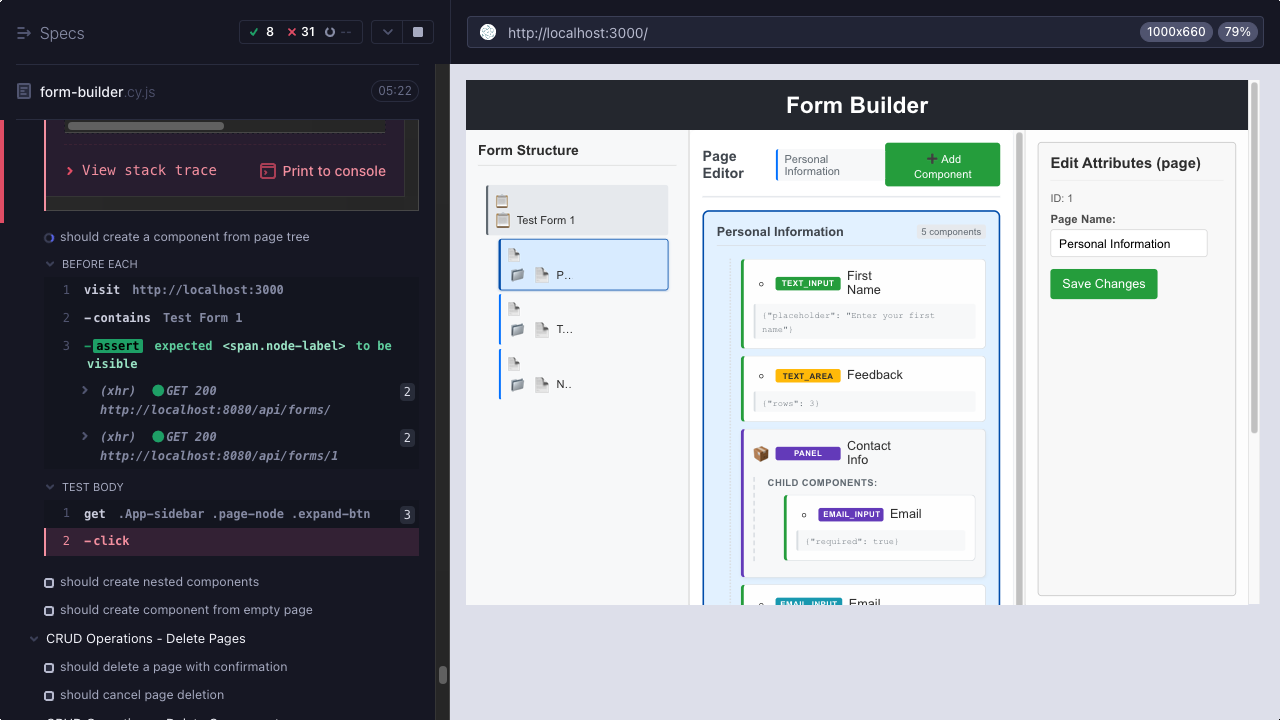 Specs
8 31 --
form-builder.cy.js 05:22
View stack trace
Print to console
should create a component from page tree
BEFORE EACH
1 visit http://localhost:3000
2 -contains Test Form 1
3 -assert expected <span.node-label> to be
visible
(xhr) GET 200 2
http://localhost:8080/api/forms/
(xhr) GET 200 2
http://localhost:8080/api/forms/1
TEST BODY
1 get .App-sidebar .page-node .expand-btn 3
2 -click
should create nested components
should create component from empty page
CRUD Operations - Delete Pages
should delete a page with confirmation
should cancel page deletion
http://localhost:3000/
1000x660 79%
Form Builder
Form Structure
Test Form 1
P..
T...
N..
Page
Editor
Personal
Information
➕ Add
Component
Personal Information
5 components
TEXT_INPUT
First
Name
{"placeholder": "Enter your first
name"}
TEXT_AREA Feedback
{"rows": 3}
PANEL
Contact
Info
CHILD COMPONENTS:
EMAIL_INPUT Email
{"required": true}
EMAIL_INPUT Email
Edit Attributes (page)
ID: 1
Page Name:
Personal Information
Save Changes